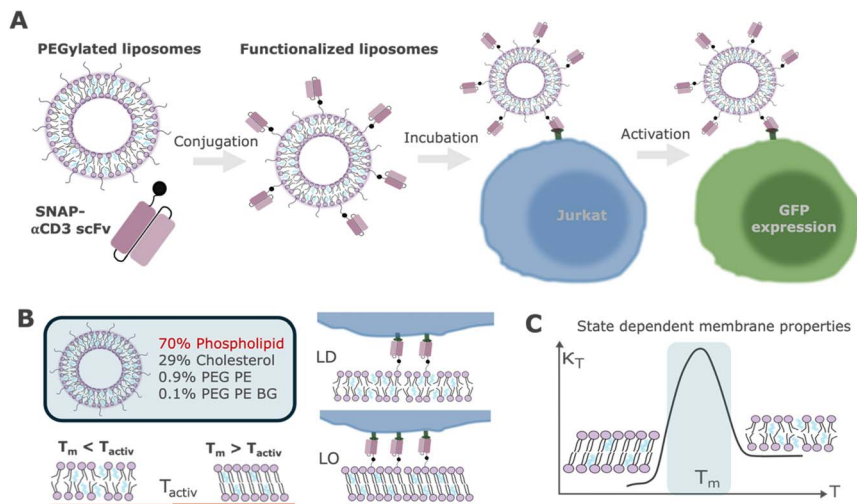 A
PEGylated liposomes
Functionalized liposomes
Conjugation
Incubation
Activation
SNAP-
αCD3 scFv
Jurkat
GFP
expression
B
70% Phospholipid
29% Cholesterol
0.9% PEG PE
0.1% PEG PE BG
Tm < Tactiv
Tm > Tactiv
Tactiv
LD
LO
C
State dependent membrane properties
KT
Tm
T